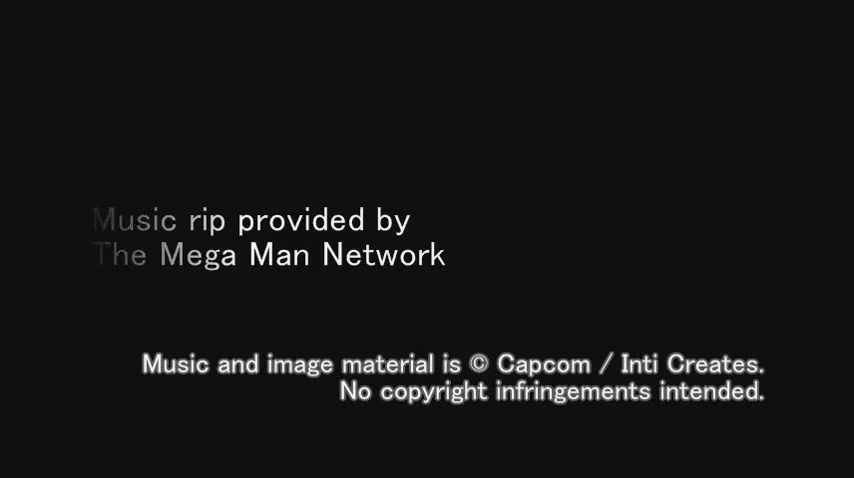 Music rip provided by
The Mega Man Network
Music and image material is © Capcom / Inti Creates.
No copyright infringements intended.